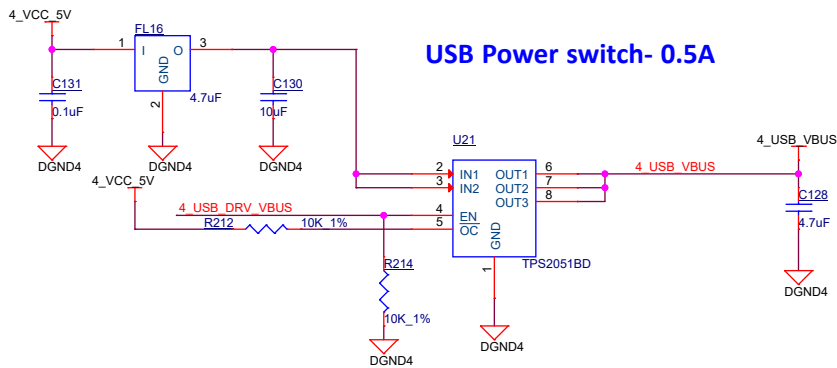 4_VCC_5V
FL16
1
I
O
3
GND
2
4.7uF
C131
0.1uF
C130
10uF
DGND4
DGND4
DGND4
USB Power switch- 0.5A
U21
2
IN1
OUT1
6
3
IN2
OUT2
7
OUT3
8
4
EN
5
OC
GND
1
TPS2051BD
4_VCC_5V
4_USB_DRV_VBUS
R212
10K_1%
R214
10K_1%
DGND4
DGND4
4_USB_VBUS
4_USB_VBUS
C128
4.7uF
DGND4